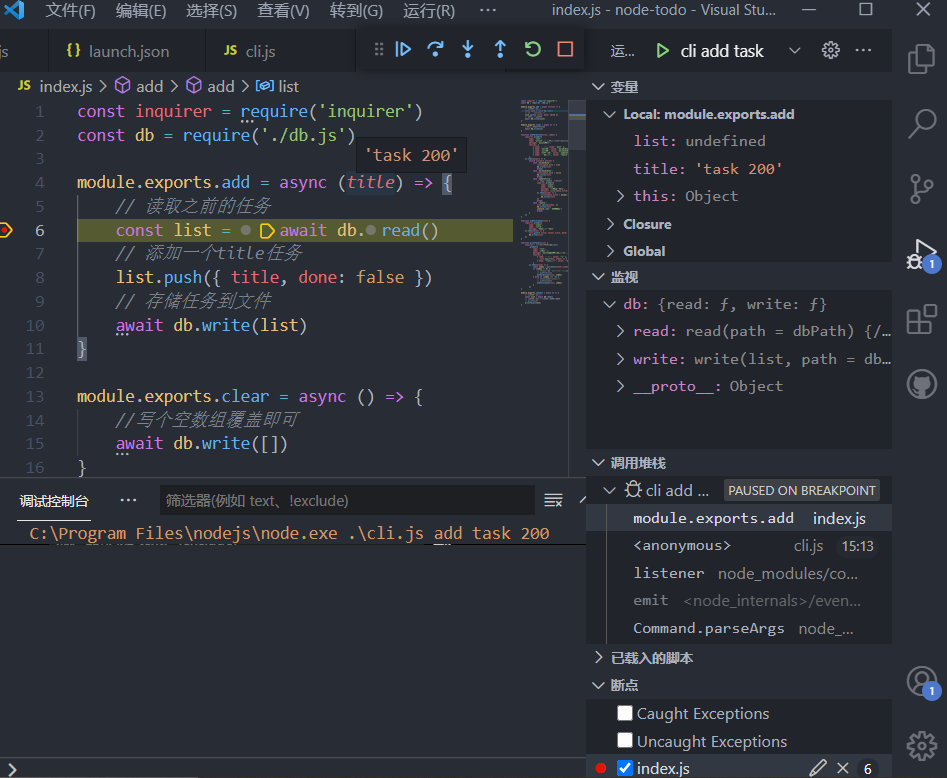 文件(F) 编辑(E) 选择(S) 查看(V) 转到(G) 运行(R) ··· index.js - node-todo - Visual Stu...
js {} launch.json JS cli.js 运... cli add task ···
JS index.js > add > add > list
1 const inquirer = require('inquirer')
2 const db = require('./db.js')
3
'task 200'
4 module.exports.add = async (title) => {
5 // 读取之前的任务
6 const list = await db.read()
7 // 添加一个title任务
8 list.push({ title, done: false })
9 // 存储任务到文件
10 await db.write(list)
11 }
12
13 module.exports.clear = async () => {
14 //写个空数组覆盖即可
15 await db.write([])
16 }
调试控制台 ··· 筛选器(例如 text、!exclude)
C:\Program Files\nodejs\node.exe .\cli.js add task 200
变量
Local: module.exports.add
list: undefined
title: 'task 200'
this: Object
Closure
Global
监视
db: {read: ƒ, write: ƒ}
read: read(path = dbPath) {/...
write: write(list, path = db...
__proto__: Object
调用堆栈
cli add ... PAUSED ON BREAKPOINT
module.exports.add index.js
<anonymous> cli.js 15:13
listener node_modules/co...
emit <node_internals>/even...
Command.parseArgs node_...
已载入的脚本
断点
Caught Exceptions
Uncaught Exceptions
index.js 6
1
1